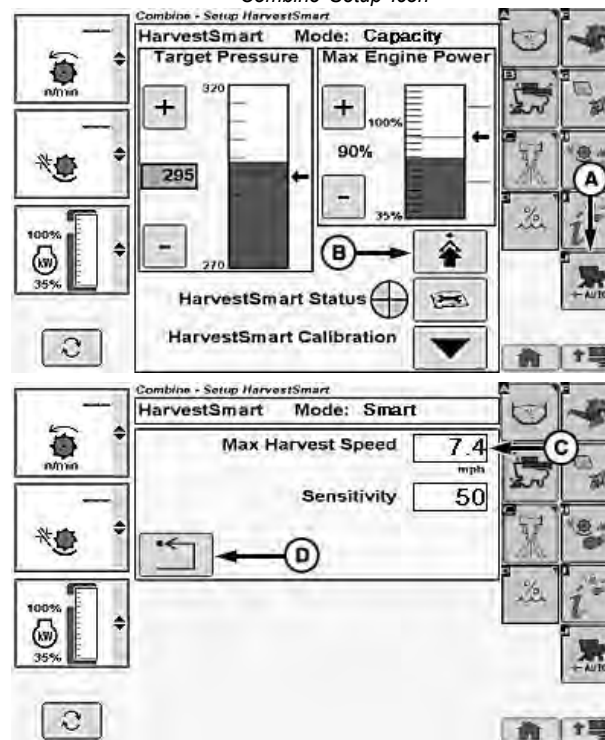 Combine Setup Icon
Combine - Setup HarvestSmart
HarvestSmart Mode: Capacity
Target Pressure
Max Engine Power
n/min
320
+
295
-
270
+
100%
90%
-
35%
100%
kW
35%
A
B
HarvestSmart Status
HarvestSmart Calibration
%
i
AUTO
Combine - Setup HarvestSmart
HarvestSmart Mode: Smart
n/min
Max Harvest Speed 7.4
mph
C
Sensitivity 50
D
100%
kW
35%
%
i
AUTO